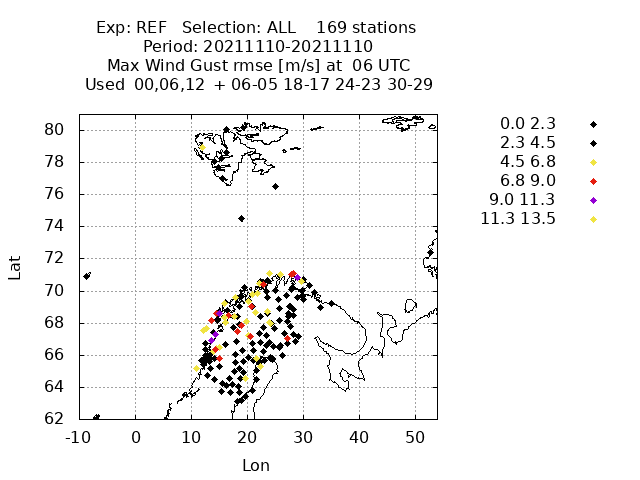 Exp: REF   Selection: ALL    169 stations
Period: 20211110-20211110
Max Wind Gust rmse [m/s] at  06 UTC
Used  00,06,12  + 06-05 18-17 24-23 30-29
0.0 2.3
2.3 4.5
4.5 6.8
6.8 9.0
9.0 11.3
11.3 13.5
80
78
76
74
72
70
68
66
64
62
Lat
-10 0 10 20 30 40 50
Lon